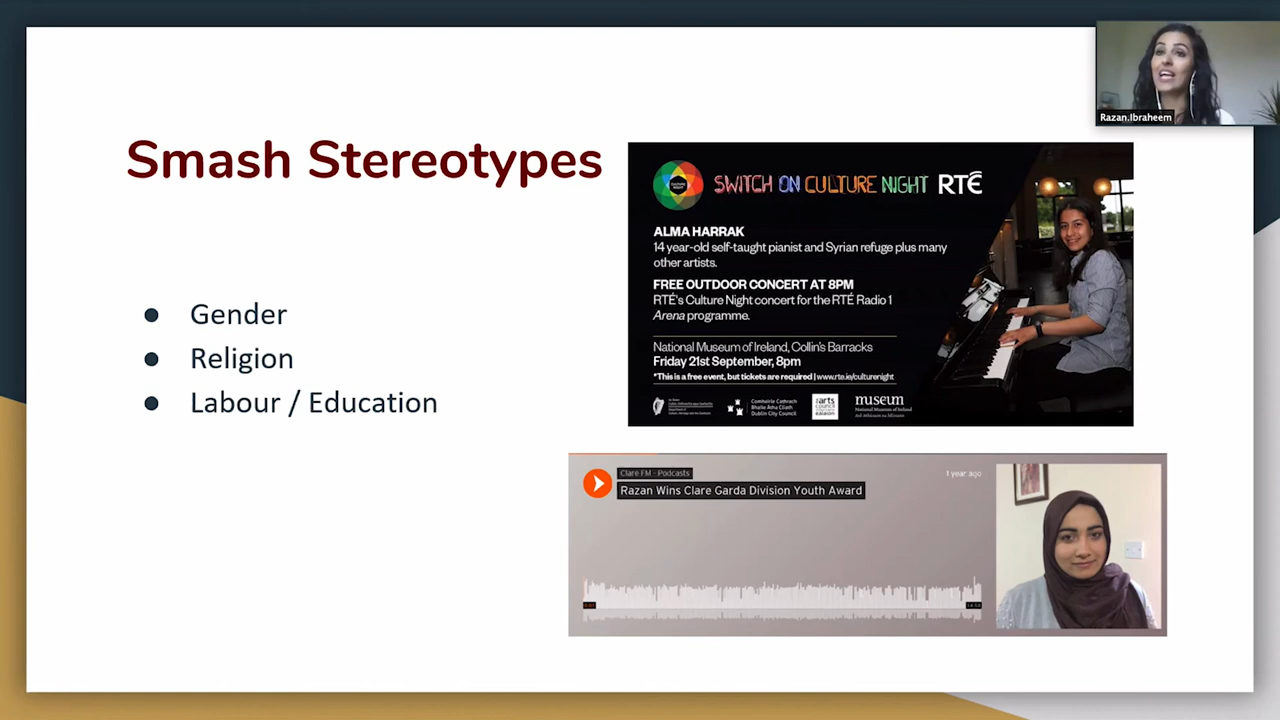 Razan.Ibraheem
Smash Stereotypes
● Gender
● Religion
● Labour / Education
CULTURE NIGHT
SWITCH ON CULTURE NIGHT RTÉ
ALMA HARRAK
14 year-old self-taught pianist and Syrian refuge plus many
other artists.
FREE OUTDOOR CONCERT AT 8PM
RTÉ's Culture Night concert for the RTÉ Radio 1
Arena programme.
National Museum of Ireland, Collin's Barracks
Friday 21st September, 8pm
*This is a free event, but tickets are required | www.rte.ie/culturenight
Comhairle Cathrach
Bhaile Átha Cliath
Dublin City Council
arts
council
museum
National Museum of Ireland
Clare FM - Podcasts
1 year ago
Razan Wins Clare Garda Division Youth Award